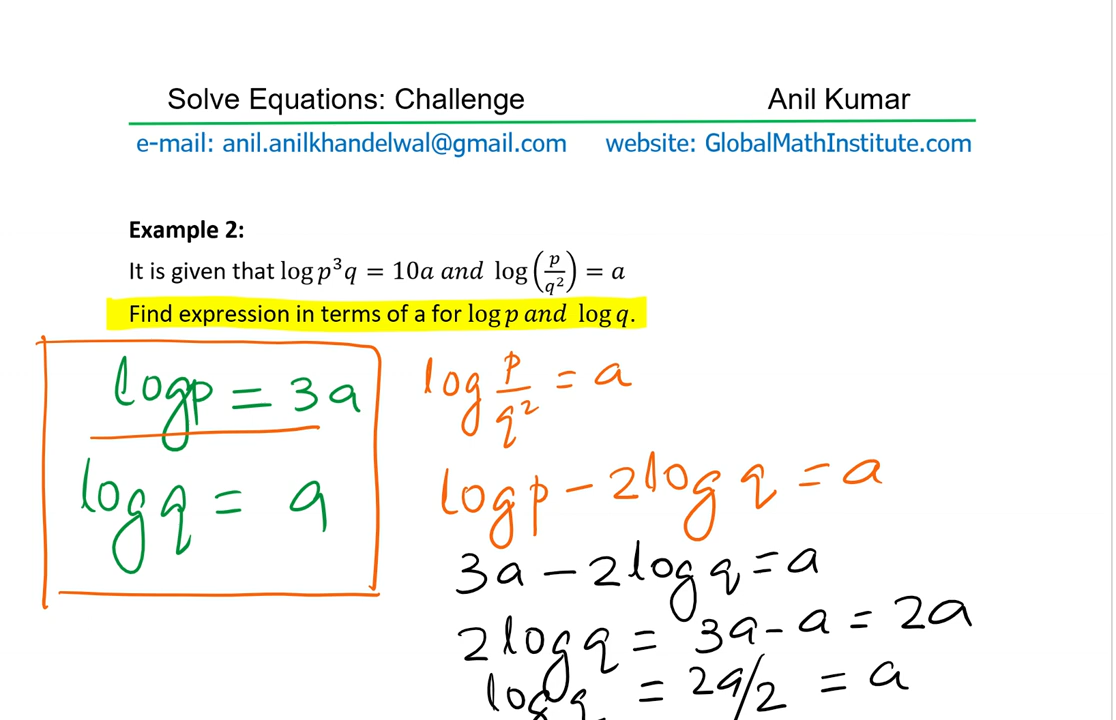 Solve Equations: Challenge Anil Kumar
e-mail: anil.anilkhandelwal@gmail.com website: GlobalMathInstitute.com
Example 2:
It is given that log p³q = 10a and log (p/q²) = a
Find expression in terms of a for log p and log q.
logp = 3a
log q = a
log p/q² = a
logp - 2log q = a
3a - 2log q = a
2log q = 3a - a = 2a
log q = 2a/2 = a